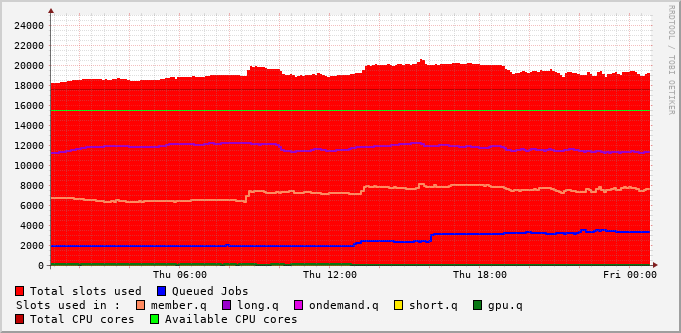 RRDTOOL / TOBI OETIKER
24000
22000
20000
18000
16000
14000
12000
10000
8000
6000
4000
2000
0
Thu 06:00 Thu 12:00 Thu 18:00 Fri 00:00
Total slots used Queued Jobs
Slots used in : member.q long.q ondemand.q short.q gpu.q
Total CPU cores Available CPU cores